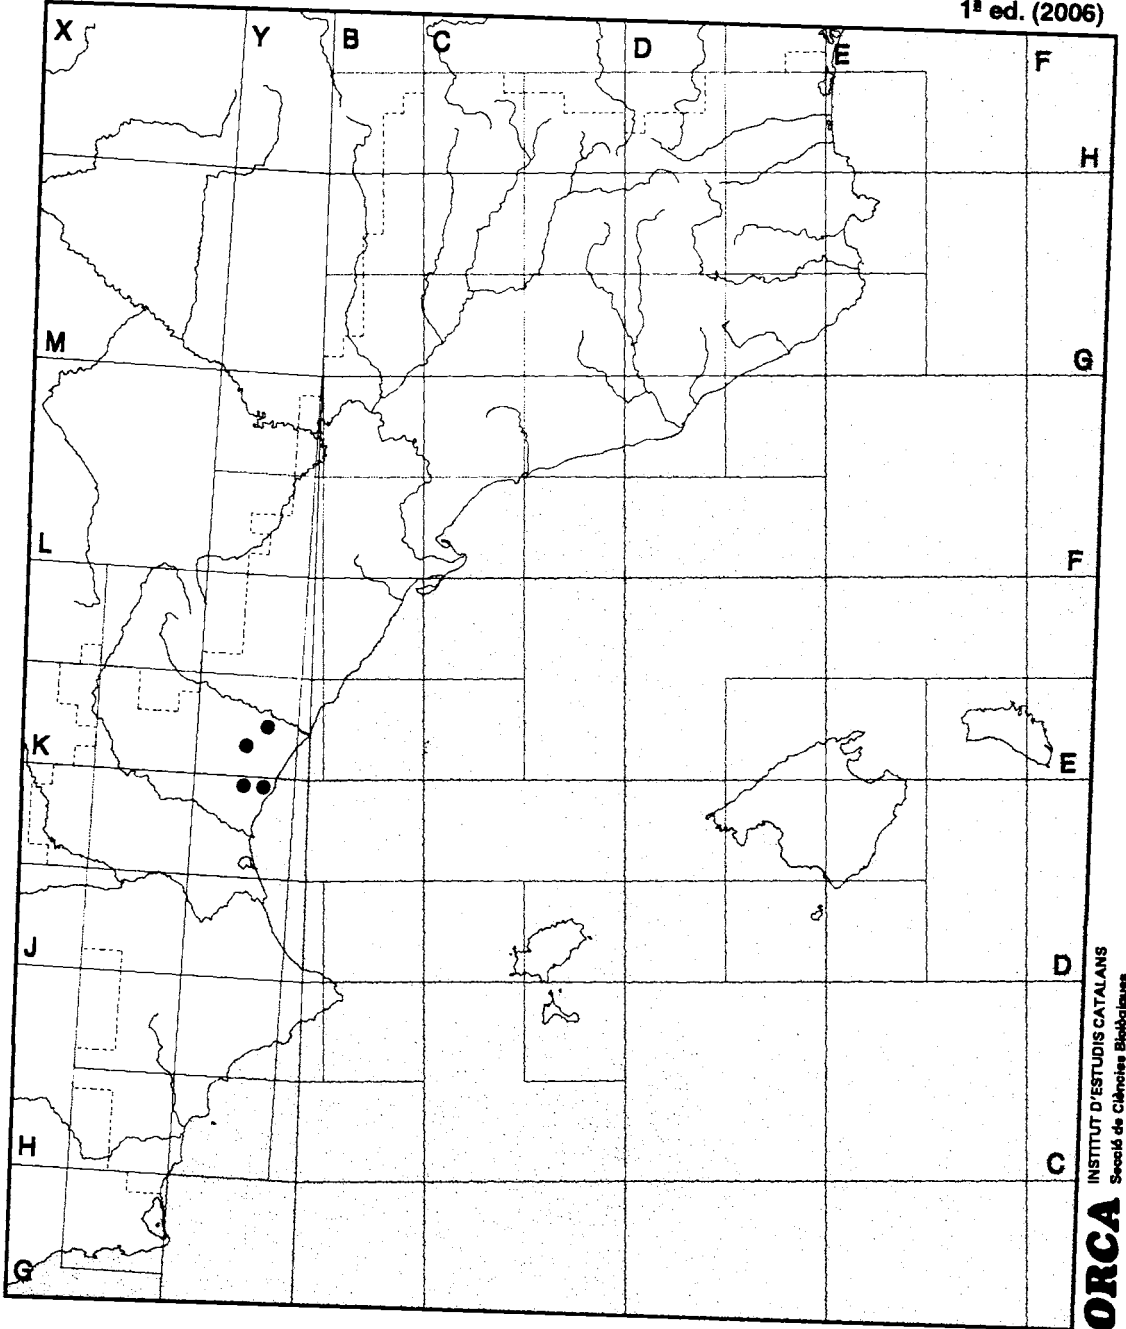 1ª ed. (2006)
X Y B C D E F
H
M G
L F
K E
J D
H C
G
ORCA INSTITUT D'ESTUDIS CATALANS
Secció de Ciències Biològiques